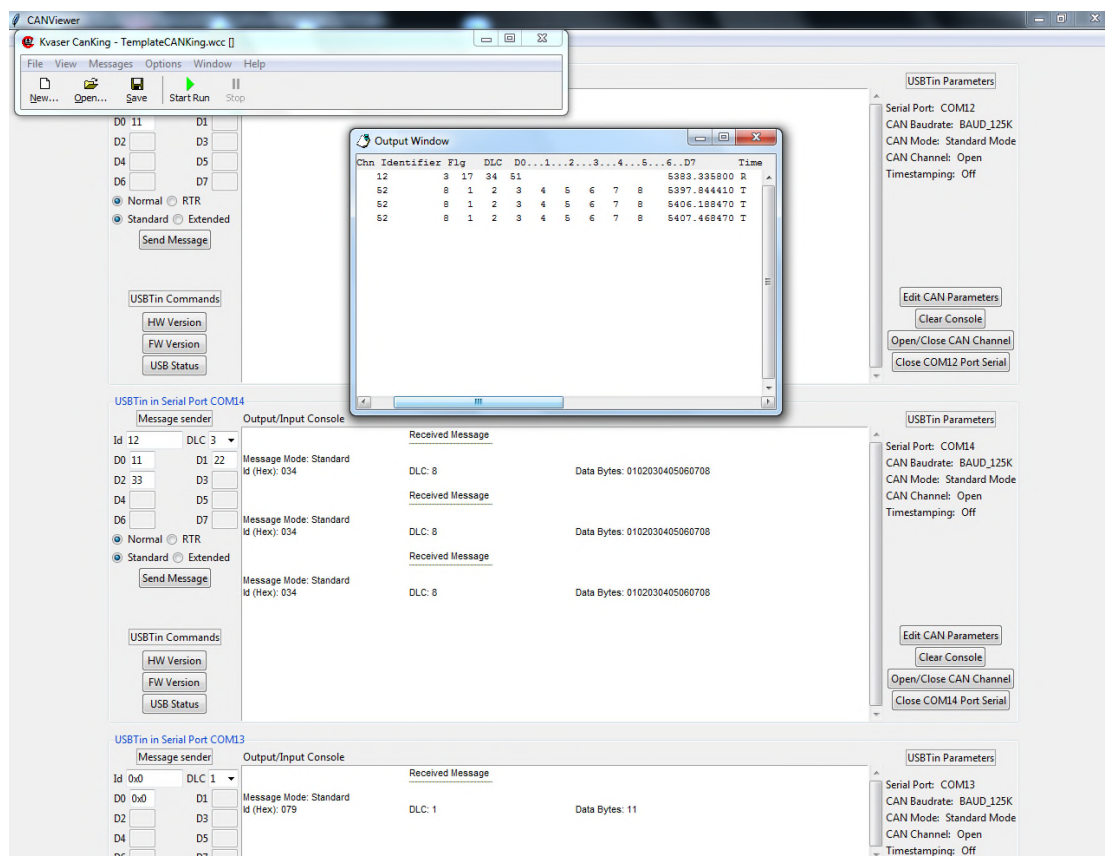 CANViewer
Kvaser CanKing - TemplateCANKing.wcc []
File View Messages Options Window Help
New... Open... Save Start Run Stop
D0 11 D1
D2 D3
D4 D5
D6 D7
Normal RTR
Standard Extended
Send Message
USBTin Commands
HW Version
FW Version
USB Status
Output Window
Chn Identifier Flg DLC D0...1...2...3...4...5...6..D7 Time
12 3 17 34 51 5383.335800 R
52 8 1 2 3 4 5 6 7 8 5397.844410 T
52 8 1 2 3 4 5 6 7 8 5406.188470 T
52 8 1 2 3 4 5 6 7 8 5407.468470 T
USBTin Parameters
Serial Port: COM12
CAN Baudrate: BAUD_125K
CAN Mode: Standard Mode
CAN Channel: Open
Timestamping: Off
Edit CAN Parameters
Clear Console
Open/Close CAN Channel
Close COM12 Port Serial
USBTin in Serial Port COM14
Message sender Output/Input Console
Id 12 DLC 3
D0 11 D1 22
D2 33 D3
D4 D5
D6 D7
Normal RTR
Standard Extended
Send Message
USBTin Commands
HW Version
FW Version
USB Status
Received Message
Message Mode: Standard
Id (Hex): 034 DLC: 8 Data Bytes: 0102030405060708
Received Message
Message Mode: Standard
Id (Hex): 034 DLC: 8 Data Bytes: 0102030405060708
Received Message
Message Mode: Standard
Id (Hex): 034 DLC: 8 Data Bytes: 0102030405060708
USBTin Parameters
Serial Port: COM14
CAN Baudrate: BAUD_125K
CAN Mode: Standard Mode
CAN Channel: Open
Timestamping: Off
Edit CAN Parameters
Clear Console
Open/Close CAN Channel
Close COM14 Port Serial
USBTin in Serial Port COM13
Message sender Output/Input Console
Id 0x0 DLC 1
D0 0x0 D1
D2 D3
D4 D5
Received Message
Message Mode: Standard
Id (Hex): 079 DLC: 1 Data Bytes: 11
USBTin Parameters
Serial Port: COM13
CAN Baudrate: BAUD_125K
CAN Mode: Standard Mode
CAN Channel: Open
Timestamping: Off